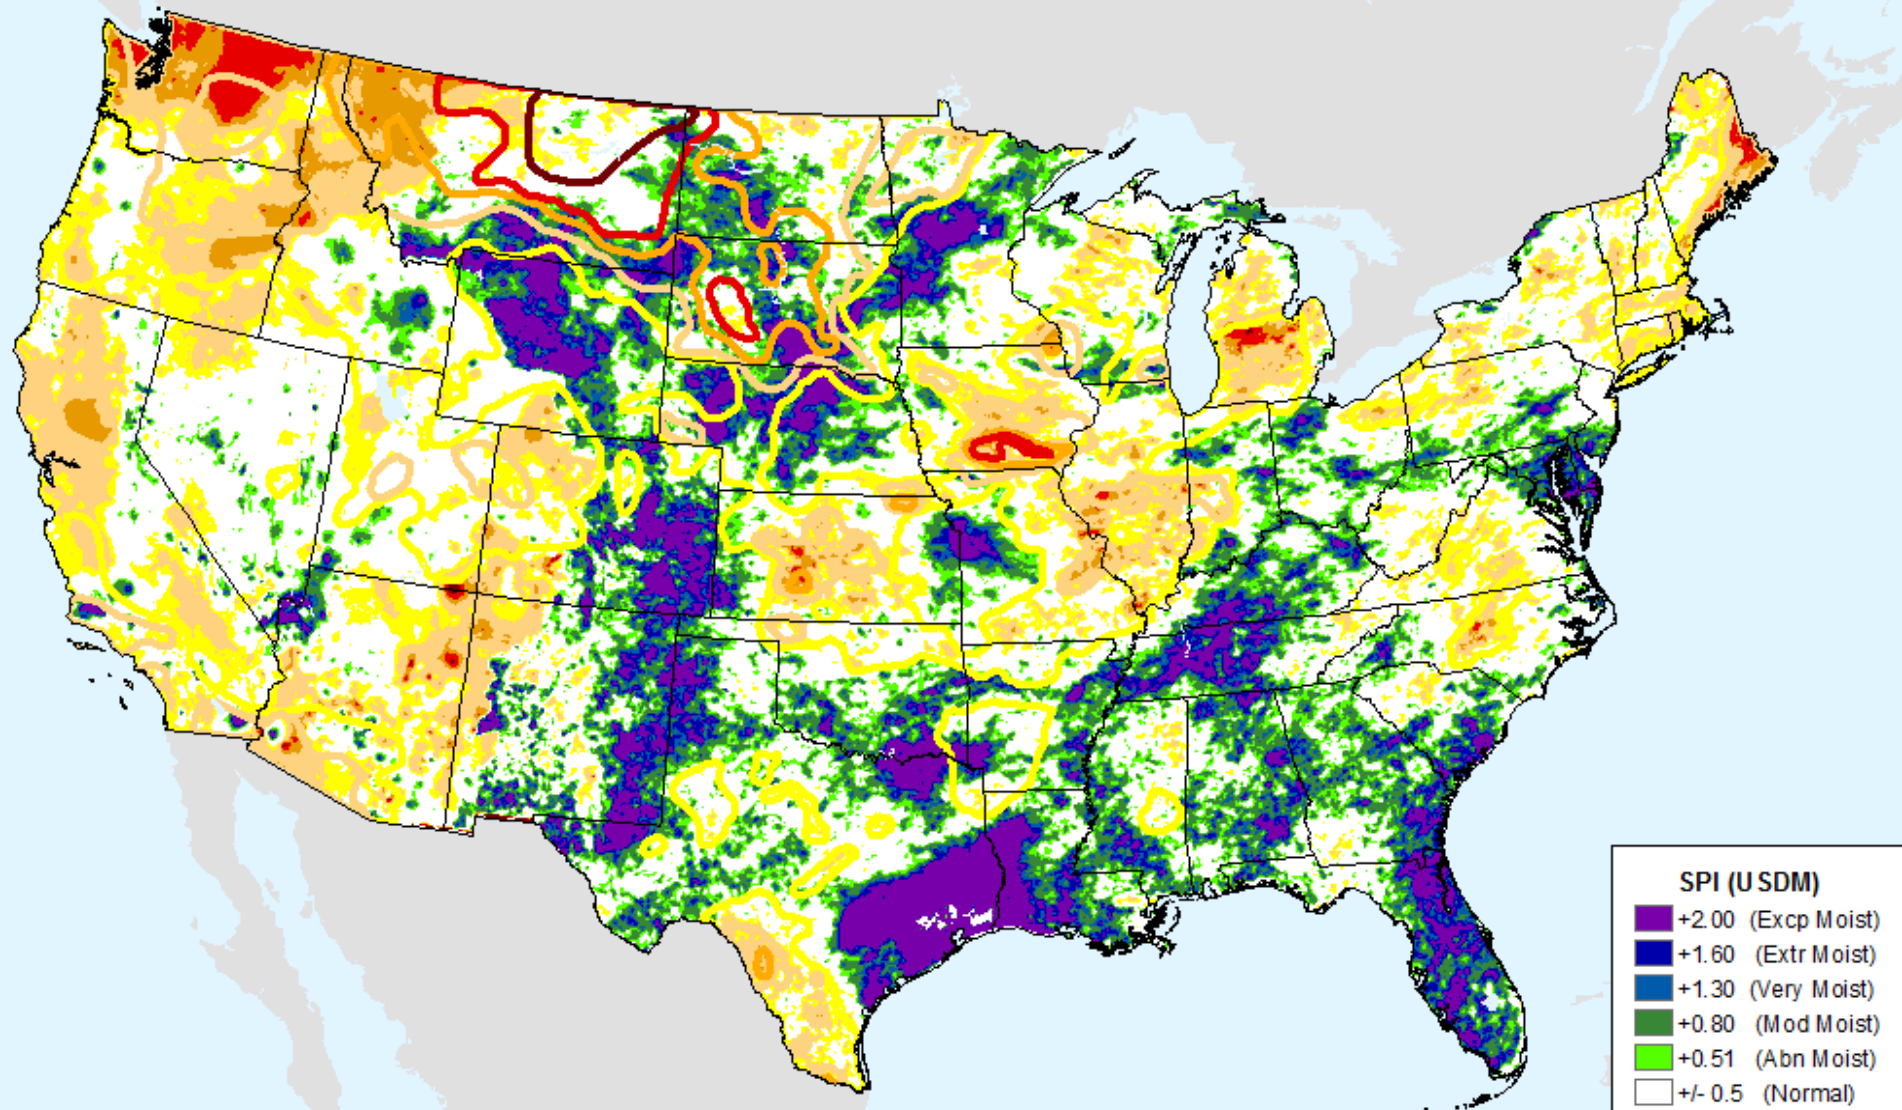 SPI (USDM)
+2.00 (Excp Moist)
+1.60 (Extr Moist)
+1.30 (Very Moist)
+0.80 (Mod Moist)
+0.51 (Abn Moist)
+/- 0.5 (Normal)